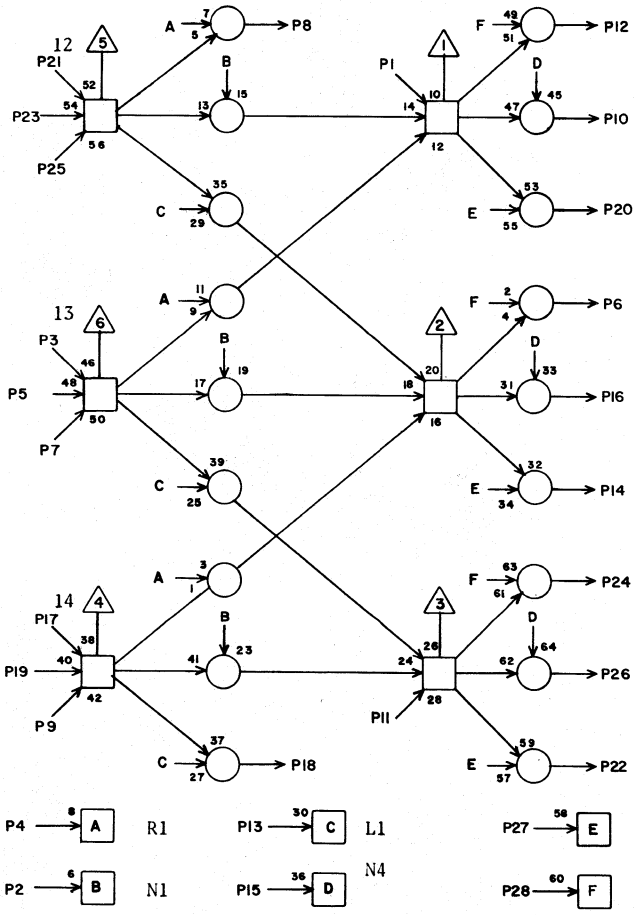 A 7 5 P8
F 49 51 P12
12 5
P21 52
B
P1 1 10
D
P23 54 13 15 14 47 45 P10
56 12
P25
35
C 29
53
E 55 P20
A 11 9
F 2 4 P6
13 6
P3 46
B
2 20
D
P5 48 17 19 18 31 33 P16
50 16
P7
39
C 25
32
E 34 P14
A 3 1
F 63 61 P24
14 4
P17 38
B
3 26
D
P19 40 41 23 24 62 64 P26
42 28
P9 P11
37
C 27 P18
59
E 57 P22
P4 8 A R1 P13 30 C L1 P27 58 E
N4
P2 6 B N1 P15 36 D P28 60 F